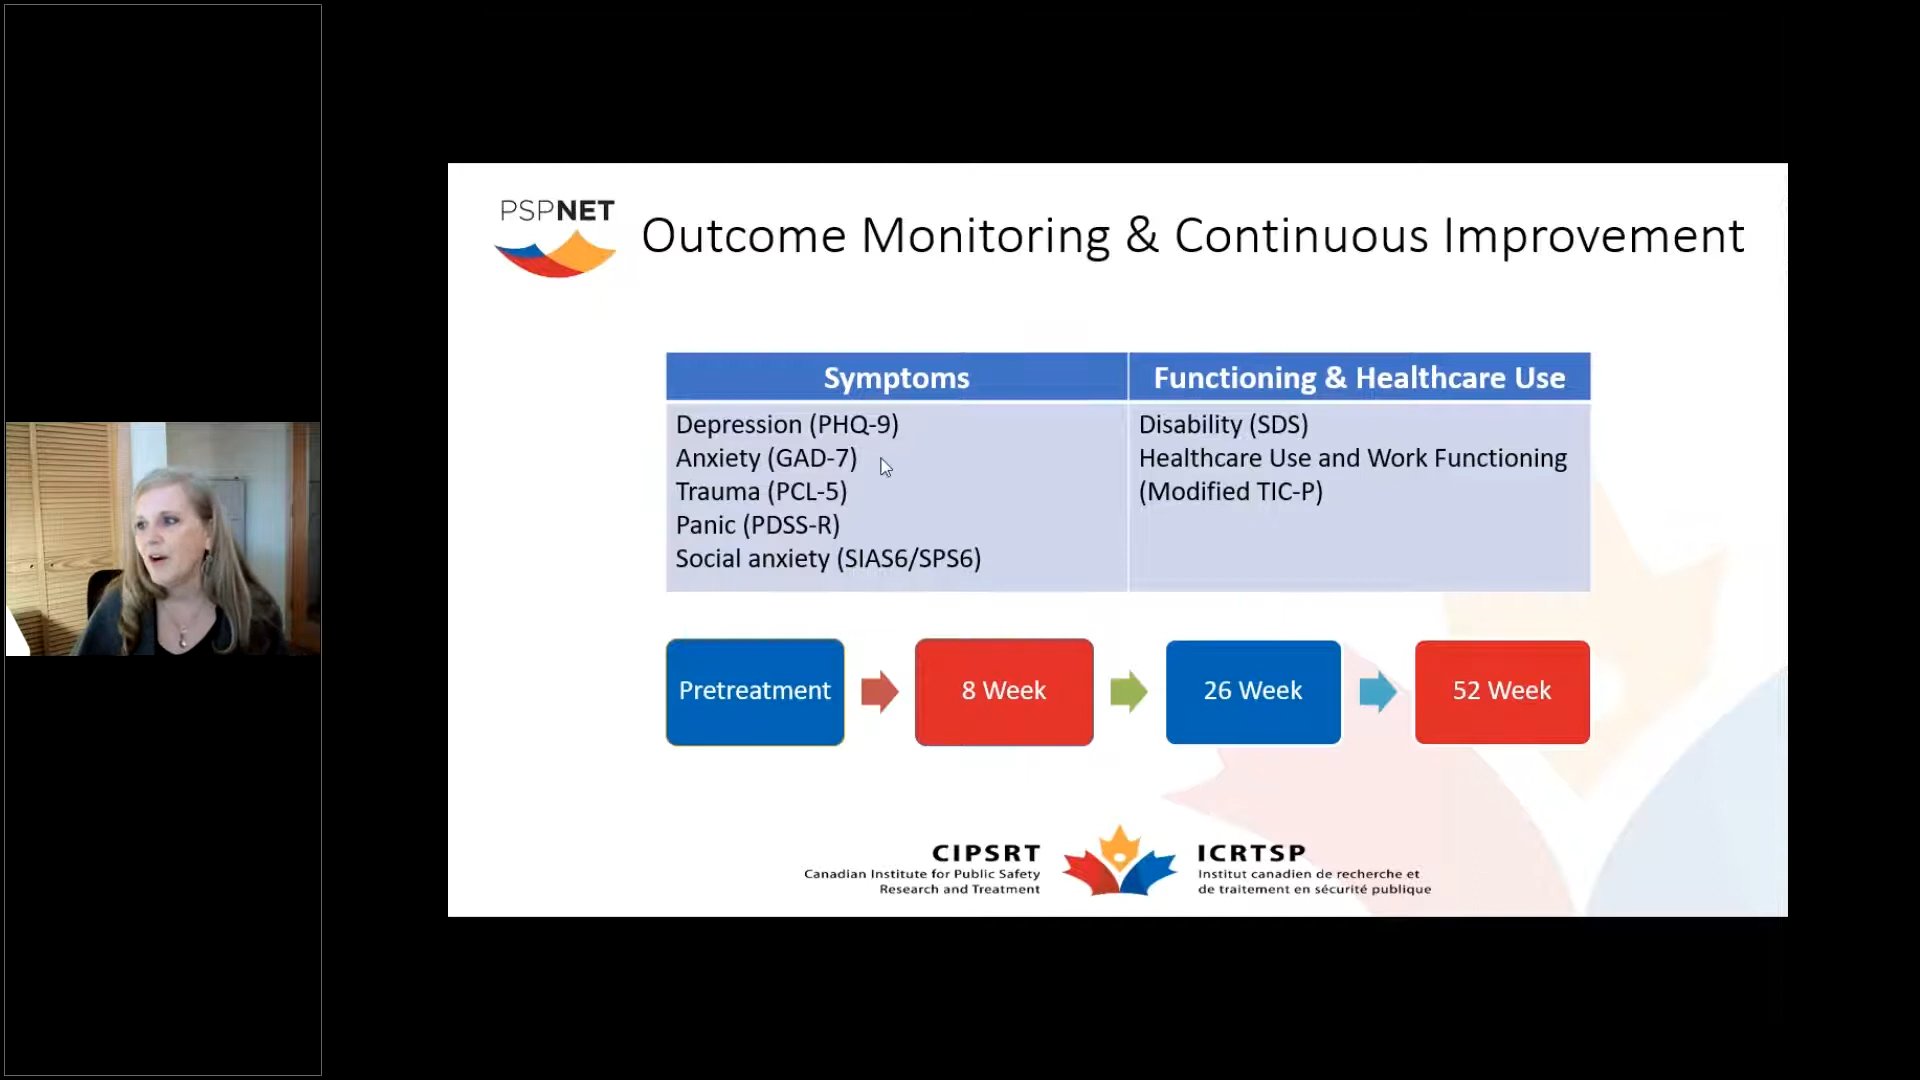 PSPNET
Outcome Monitoring & Continuous Improvement
Symptoms
Functioning & Healthcare Use
Depression (PHQ-9)
Anxiety (GAD-7)
Trauma (PCL-5)
Panic (PDSS-R)
Social anxiety (SIAS6/SPS6)
Disability (SDS)
Healthcare Use and Work Functioning
(Modified TIC-P)
Pretreatment
8 Week
26 Week
52 Week
CIPSRT
Canadian Institute for Public Safety
Research and Treatment
ICRTSP
Institut canadien de recherche et
de traitement en sécurité publique